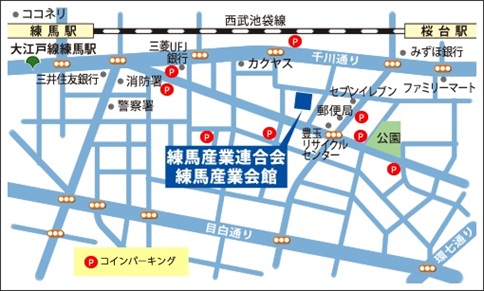 ココネリ
西武池袋線
練馬駅
桜台駅
大江戸線練馬駅
三菱UFJ
銀行
カクヤス
千川通り
みずほ銀行
三井住友銀行
消防署
P
P
P
セブンイレブン
ファミリーマート
警察署
郵便局
P
P
P
P
P
豊玉
リサイクル
センター
公園
練馬産業連合会
練馬産業会館
目白通り
環七通り
P コインパーキング